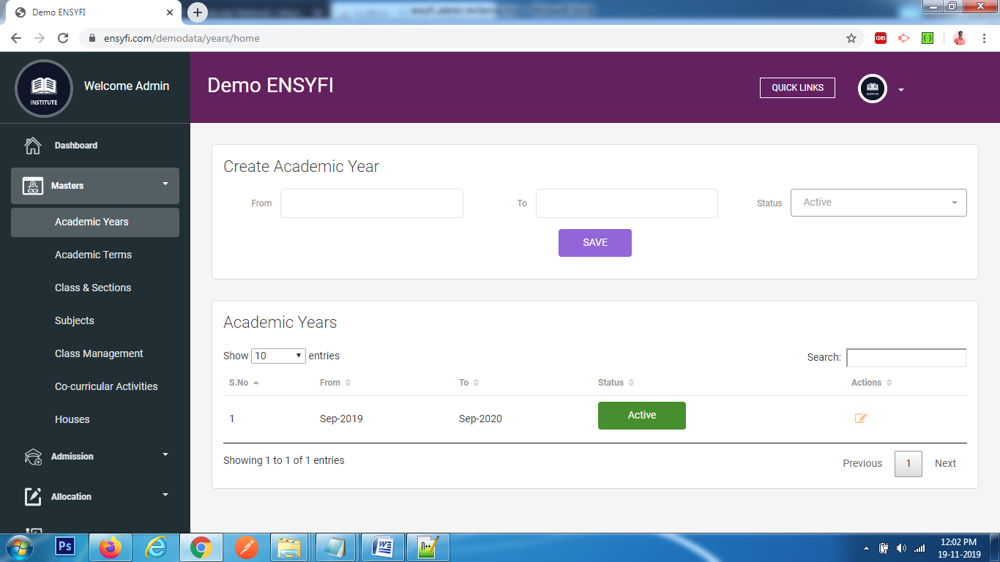 Demo ENSYFI
ensyfi.com/demodata/years/home
CORS
INSTITUTE
Welcome Admin
Demo ENSYFI
QUICK LINKS
INSTITUTE
Dashboard
Masters
Academic Years
Academic Terms
Class & Sections
Subjects
Class Management
Co-curricular Activities
Houses
Admission
Allocation
Create Academic Year
From
To
Status
Active
SAVE
Academic Years
Show 10 entries
Search:
S.No From To Status Actions
1 Sep-2019 Sep-2020 Active
Showing 1 to 1 of 1 entries
Previous 1 Next
Ps
12:02 PM
19-11-2019